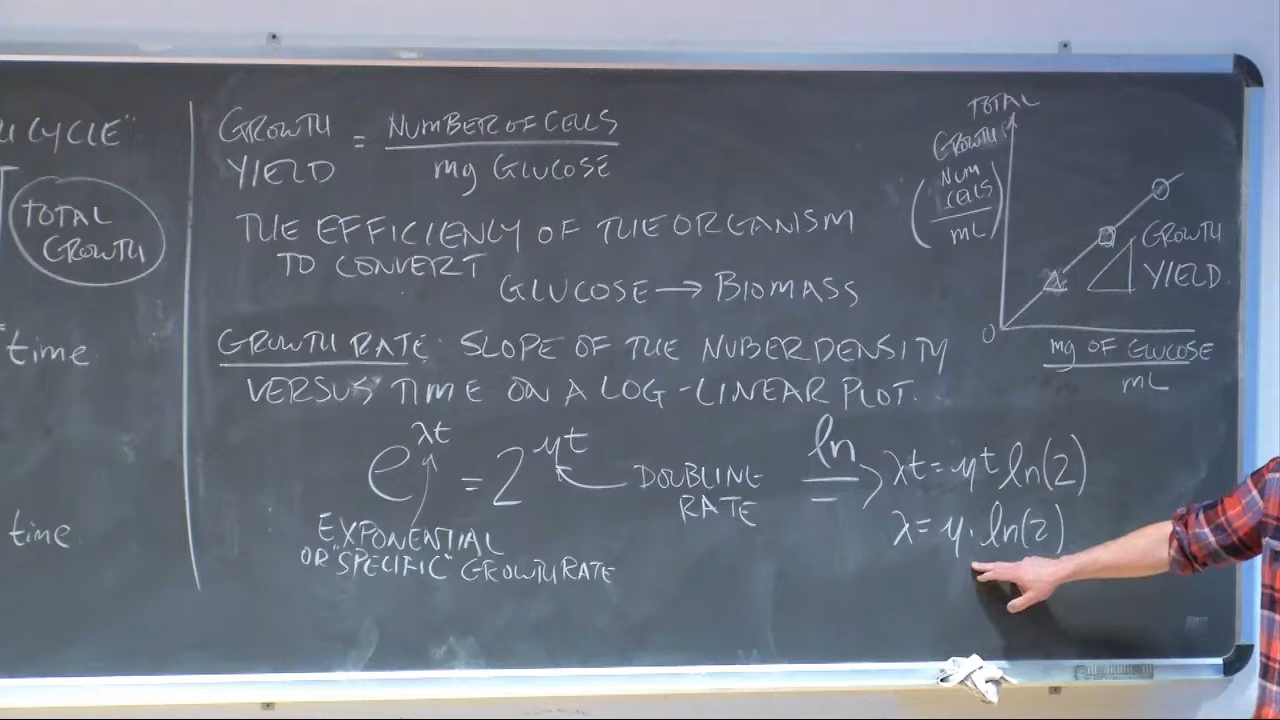 CYCLE"
TOTAL
GROWTH
time
time
GROWTH
YIELD
=
NUMBER OF CELLS
mg GLUCOSE
THE EFFICIENCY OF THE ORGANISM
TO CONVERT
GLUCOSE → BIOMASS
GROWTH RATE: SLOPE OF THE NUBER DENSITY
VERSUS TIME ON A LOG-LINEAR PLOT.
e^λt = 2^μt ← DOUBLING
RATE
EXPONENTIAL
OR "SPECIFIC" GROWTH RATE
ln
=> λt = μt ln(2)
λ = μ · ln(2)
TOTAL
GROWTH
(NUM
CELLS
mL)
GROWTH
YIELD
0
mg OF GLUCOSE
mL